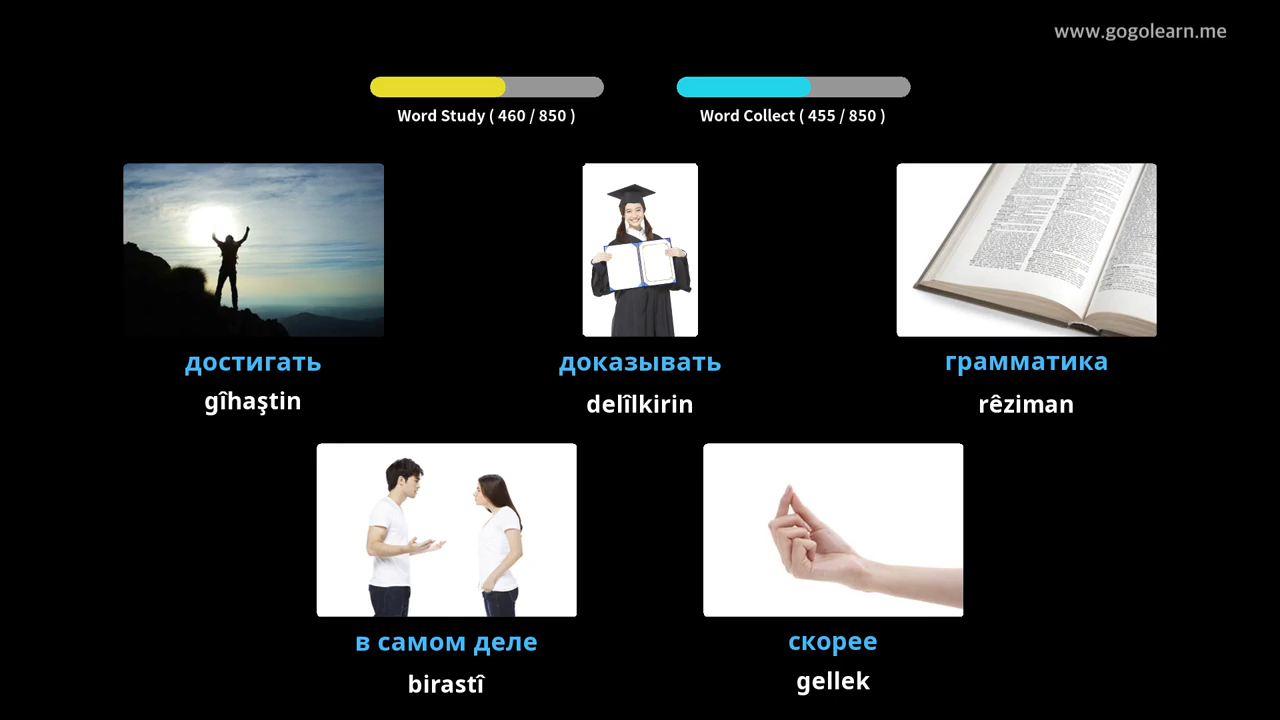 www.gogolearn.me
Word Study ( 460 / 850 )
Word Collect ( 455 / 850 )
достигать
gîhaştin
доказывать
delîlkirin
грамматика
rêziman
в самом деле
birastî
скорее
gellek